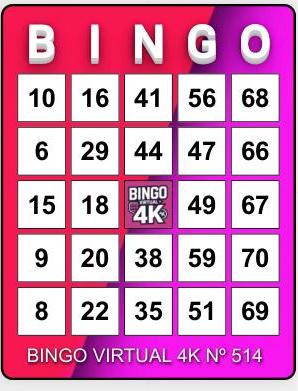 B I N G O
10 16 41 56 68
6 29 44 47 66
15 18 BINGO VIRTUAL 4K 49 67
9 20 38 59 70
8 22 35 51 69
BINGO VIRTUAL 4K Nº 514